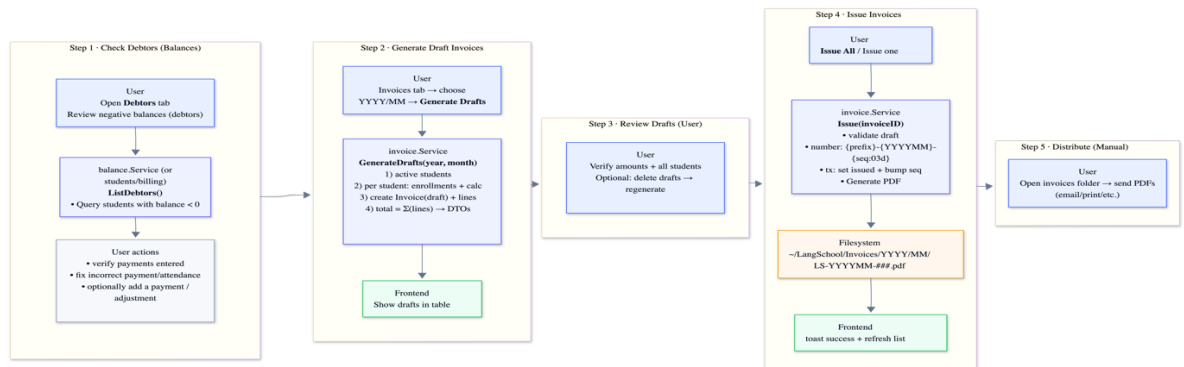 Step 1 · Check Debtors (Balances)
User
Open Debtors tab
Review negative balances (debtors)
balance.Service (or
students/billing)
ListDebtors()
• Query students with balance < 0
User actions
• verify payments entered
• fix incorrect payment/attendance
• optionally add a payment /
adjustment
Step 2 · Generate Draft Invoices
User
Invoices tab → choose
YYYY/MM → Generate Drafts
invoice.Service
GenerateDrafts(year, month)
1) active students
2) per student: enrollments + calc
3) create Invoice(draft) + lines
4) total = Σ(lines) → DTOs
Frontend
Show drafts in table
Step 3 · Review Drafts (User)
User
Verify amounts + all students
Optional: delete drafts →
regenerate
Step 4 · Issue Invoices
User
Issue All / Issue one
invoice.Service
Issue(invoiceID)
• validate draft
• number: {prefix}-{YYYYMM}-
{seq:03d}
• tx: set issued + bump seq
• Generate PDF
Filesystem
~/LangSchool/Invoices/YYYY/MM/
LS-YYYYMM-###.pdf
Frontend
toast success + refresh list
Step 5 · Distribute (Manual)
User
Open invoices folder → send PDFs
(email/print/etc.)